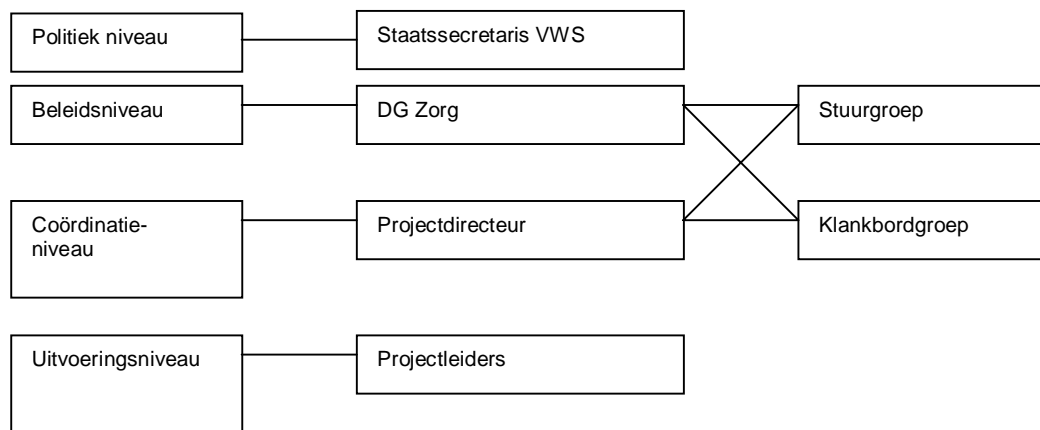 Politiek niveau
Staatssecretaris VWS
Beleidsniveau
DG Zorg
Stuurgroep
Coördinatie-
niveau
Projectdirecteur
Klankbordgroep
Uitvoeringsniveau
Projectleiders